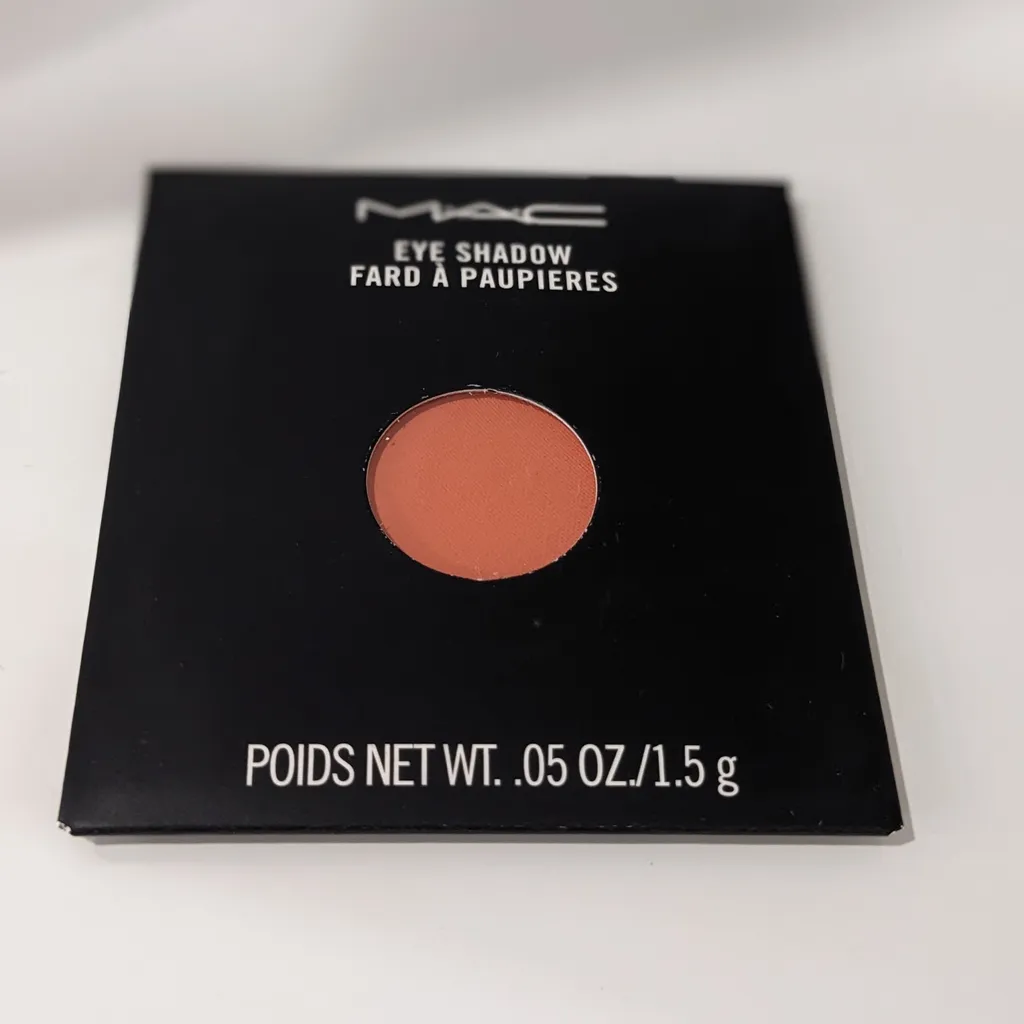 MAC
EYE SHADOW
FARD À PAUPIERES
POIDS NET WT. .05 OZ./1.5 g